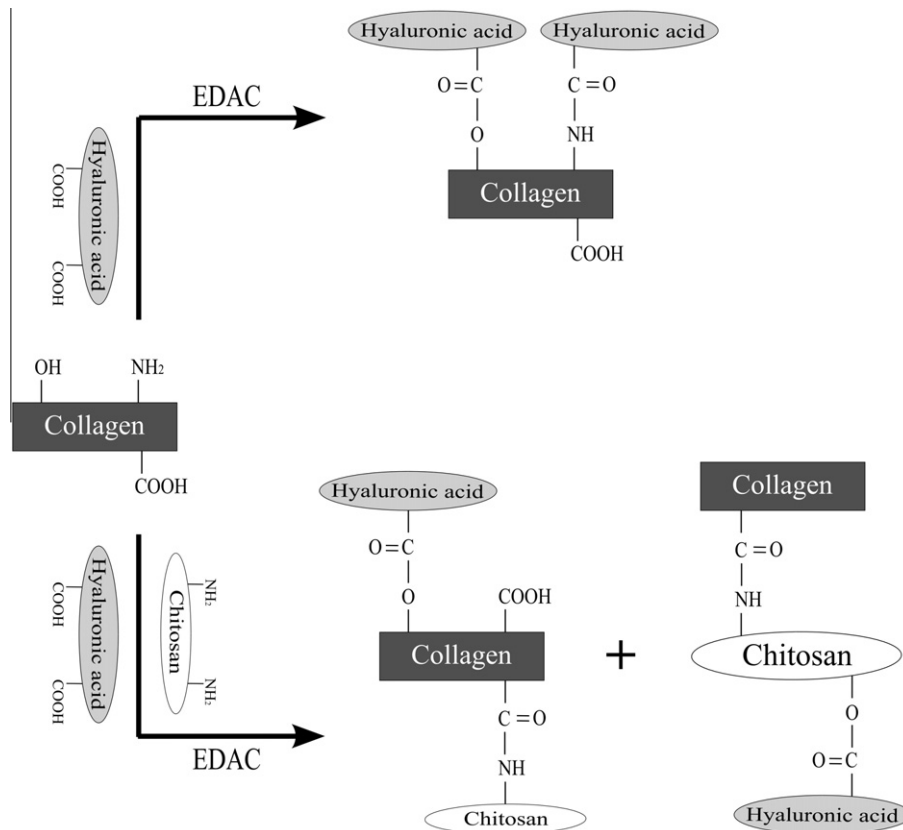 Hyaluronic acid
Hyaluronic acid
O=C
C=O
EDAC
O
NH
Collagen
COOH
COOH
Hyaluronic acid
COOH
OH
NH2
Collagen
COOH
Hyaluronic acid
O=C
O
COOH
Collagen
C=O
NH
Chitosan
+
Collagen
C=O
NH
Chitosan
O
O=C
Hyaluronic acid
COOH
Hyaluronic acid
COOH
NH2
Chitosan
NH2
EDAC